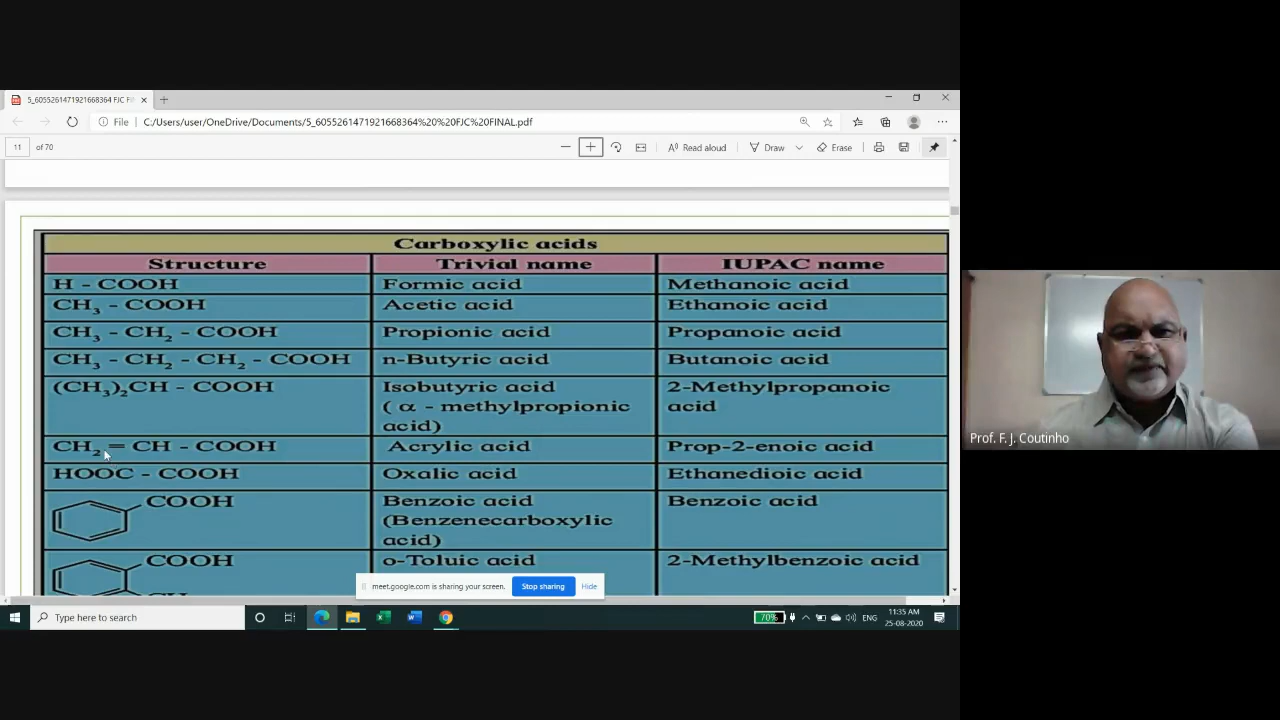 5_6055261471921668364 FJC FI
File C:/Users/user/OneDrive/Documents/5_6055261471921668364%20%20FJC%20FINAL.pdf
11 of 70 Read aloud Draw Erase
Carboxylic acids
Structure Trivial name IUPAC name
H - COOH Formic acid Methanoic acid
CH₃ - COOH Acetic acid Ethanoic acid
CH₃ - CH₂ - COOH Propionic acid Propanoic acid
CH₃ - CH₂ - CH₂ - COOH n-Butyric acid Butanoic acid
(CH₃)₂CH - COOH Isobutyric acid 2-Methylpropanoic
( α - methylpropionic acid
acid)
CH₂ = CH - COOH Acrylic acid Prop-2-enoic acid
HOOC - COOH Oxalic acid Ethanedioic acid
COOH Benzoic acid Benzoic acid
(Benzenecarboxylic
acid)
COOH o-Toluic acid 2-Methylbenzoic acid
meet.google.com is sharing your screen. Stop sharing Hide
Type here to search 70% ENG 11:35 AM
25-08-2020
Prof. F. J. Coutinho